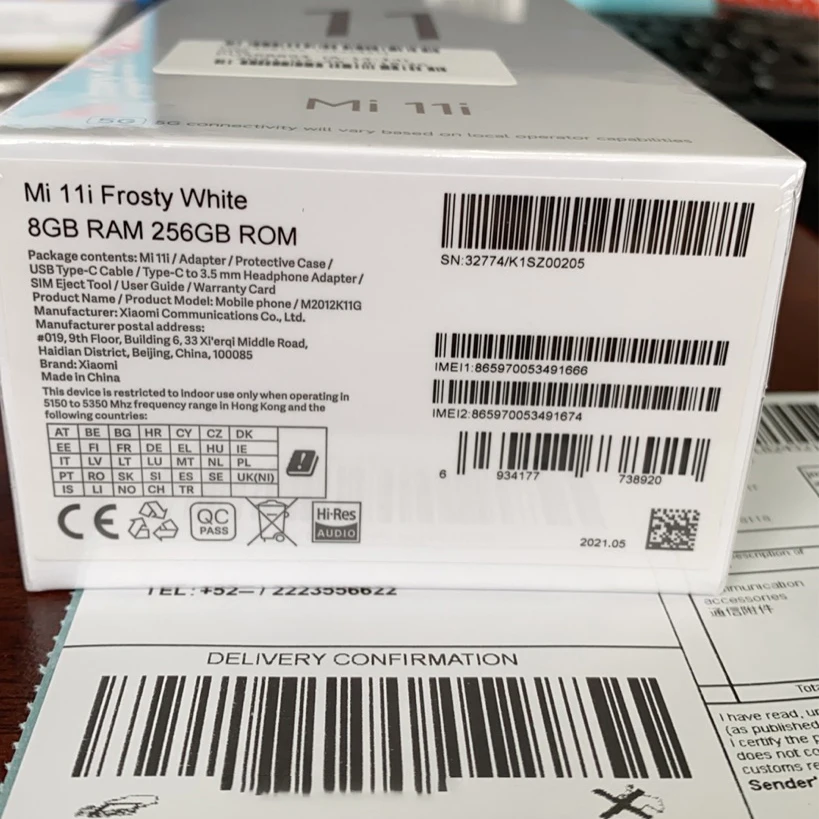 11
Mi 11i
5G 5G connectivity will vary based on local operator capabilities
Mi 11i Frosty White
8GB RAM 256GB ROM
Package contents: Mi 11i / Adapter / Protective Case /
USB Type-C Cable / Type-C to 3.5 mm Headphone Adapter /
SIM Eject Tool / User Guide / Warranty Card
Product Name / Product Model: Mobile phone / M2012K11G
Manufacturer: Xiaomi Communications Co., Ltd.
Manufacturer postal address:
#019, 9th Floor, Building 6, 33 Xi'erqi Middle Road,
Haidian District, Beijing, China, 100085
Brand: Xiaomi
Made in China
This device is restricted to indoor use only when operating in
5150 to 5350 Mhz frequency range in Hong Kong and the
following countries:
AT BE BG HR CY CZ DK
EE FI FR DE EL HU IE
IT LV LT LU MT NL PL
PT RO SK SI ES SE UK(NI)
IS LI NO CH TR
CE
QC
PASS
Hi-Res
AUDIO
SN:32774/K1SZ00205
IMEI1:865970053491666
IMEI2:865970053491674
6 934177 738920
2021.05
TEL: +52-
DELIVERY CONFIRMATION
of
accessories
通信附件
I have read,
(as published
I certify the
does not
customs
Sender'